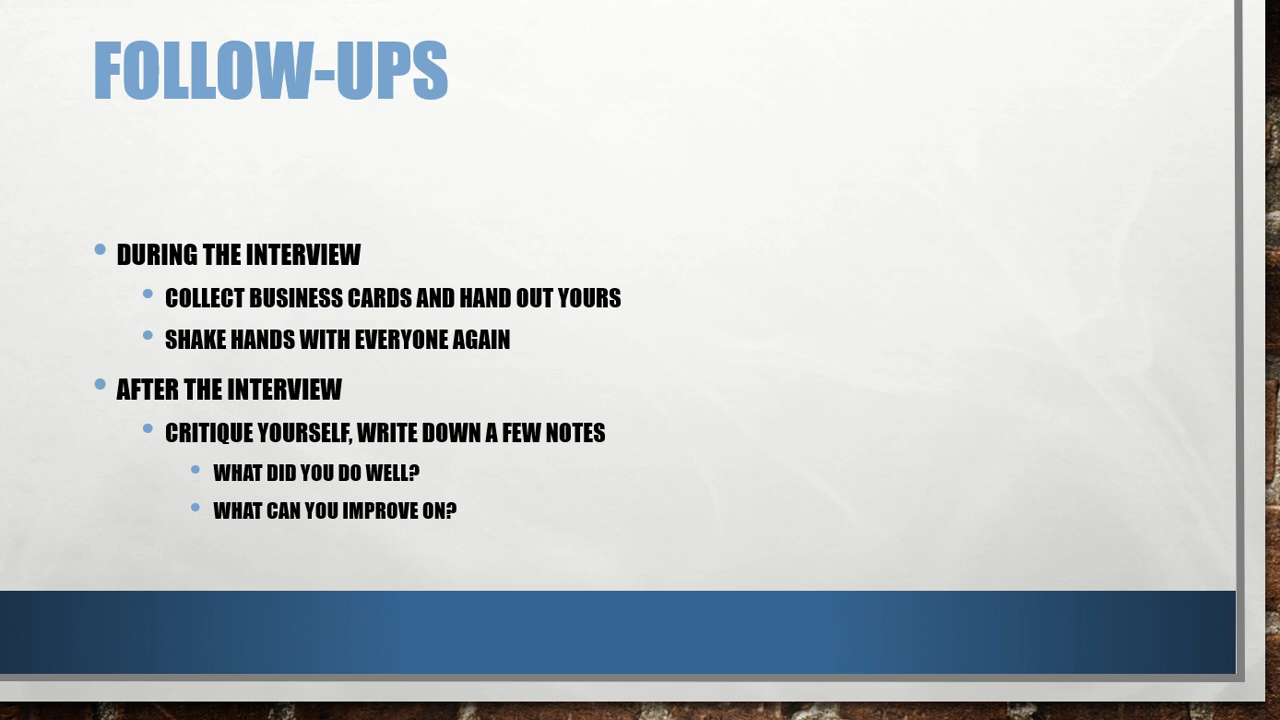 FOLLOW-UPS
• DURING THE INTERVIEW
• COLLECT BUSINESS CARDS AND HAND OUT YOURS
• SHAKE HANDS WITH EVERYONE AGAIN
• AFTER THE INTERVIEW
• CRITIQUE YOURSELF, WRITE DOWN A FEW NOTES
• WHAT DID YOU DO WELL?
• WHAT CAN YOU IMPROVE ON?